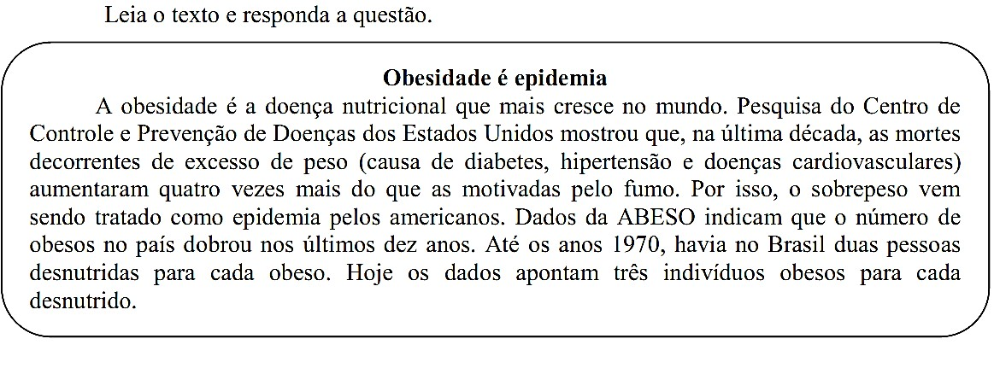 Leia o texto e responda a questão.
Obesidade é epidemia
A obesidade é a doença nutricional que mais cresce no mundo. Pesquisa do Centro de
Controle e Prevenção de Doenças dos Estados Unidos mostrou que, na última década, as mortes
decorrentes de excesso de peso (causa de diabetes, hipertensão e doenças cardiovasculares)
aumentaram quatro vezes mais do que as motivadas pelo fumo. Por isso, o sobrepeso vem
sendo tratado como epidemia pelos americanos. Dados da ABESO indicam que o número de
obesos no país dobrou nos últimos dez anos. Até os anos 1970, havia no Brasil duas pessoas
desnutridas para cada obeso. Hoje os dados apontam três indivíduos obesos para cada
desnutrido.